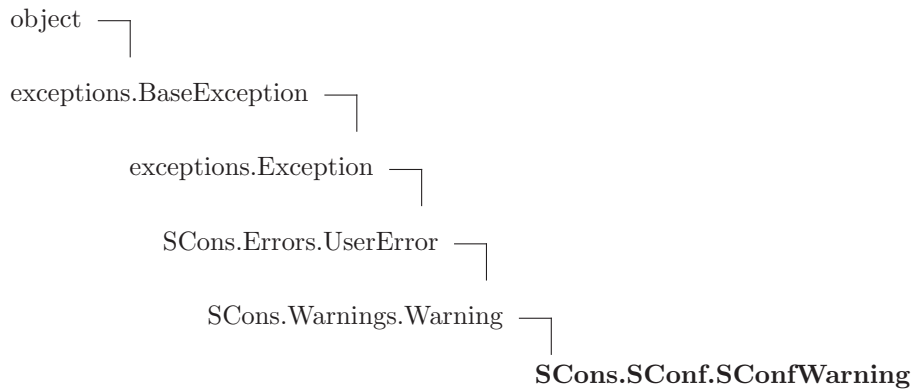 object
exceptions.BaseException
exceptions.Exception
SCons.Errors.UserError
SCons.Warnings.Warning
SCons.SConf.SConfWarning